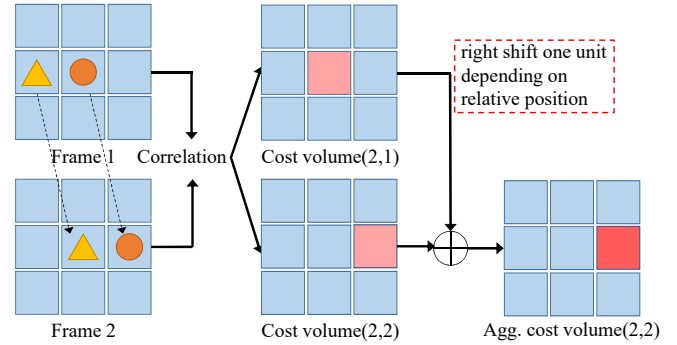 right shift one unit
depending on
relative position
Frame 1
Correlation
Cost volume(2,1)
Frame 2
Cost volume(2,2)
Agg. cost volume(2,2)